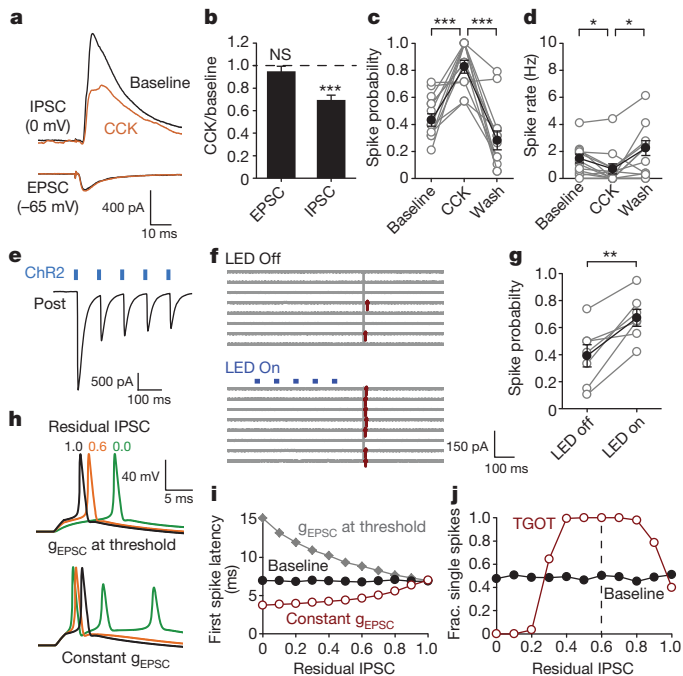 a
Baseline
IPSC
(0 mV)
CCK
EPSC
(–65 mV)
400 pA
10 ms
b
CCK/baseline
1.2
1.0
0.8
0.6
0.4
0.2
0
NS
***
EPSC
IPSC
c
Spike probability
1.0
0.8
0.6
0.4
0.2
0
*** ***
Baseline
CCK
Wash
d
Spike rate (Hz)
10
8
6
4
2
0
* *
Baseline
CCK
Wash
e
ChR2
Post
500 pA
100 ms
f
LED Off
LED On
150 pA
100 ms
g
Spike probabilty
1.0
0.8
0.6
0.4
0.2
0
**
LED off
LED on
h
Residual IPSC
1.0 0.6 0.0
40 mV
5 ms
gEPSC at threshold
Constant gEPSC
i
First spike latency
(ms)
15
10
5
0
gEPSC at threshold
Baseline
Constant gEPSC
0 0.2 0.4 0.6 0.8 1.0
Residual IPSC
j
Frac. single spikes
1.0
0.8
0.6
0.4
0.2
0
TGOT
Baseline
0 0.2 0.4 0.6 0.8 1.0
Residual IPSC